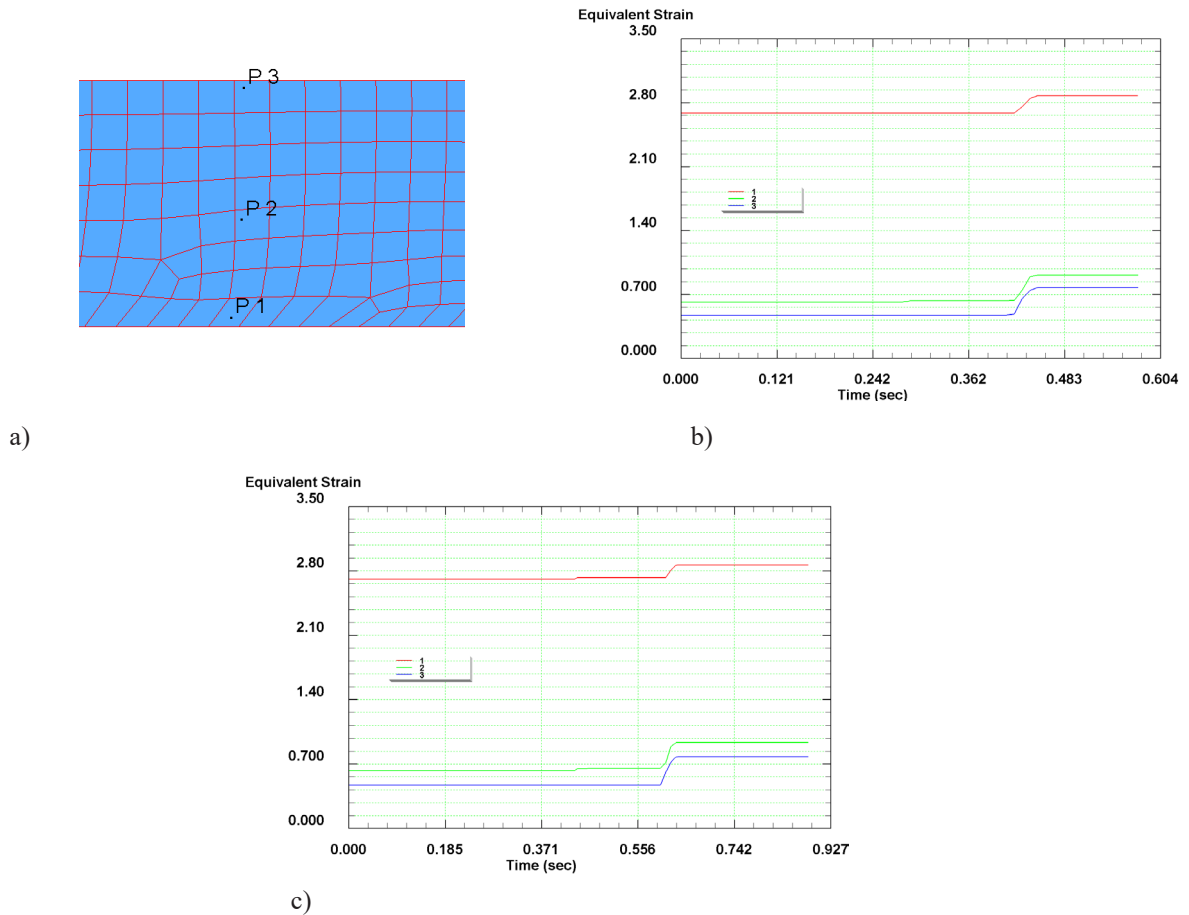 P 3
P 2
P 1
a)
Equivalent Strain
3.50
2.80
2.10
1.40
0.700
0.000
1
2
3
0.000 0.121 0.242 0.362 0.483 0.604
Time (sec)
b)
Equivalent Strain
3.50
2.80
2.10
1.40
0.700
0.000
1
2
3
0.000 0.185 0.371 0.556 0.742 0.927
Time (sec)
c)